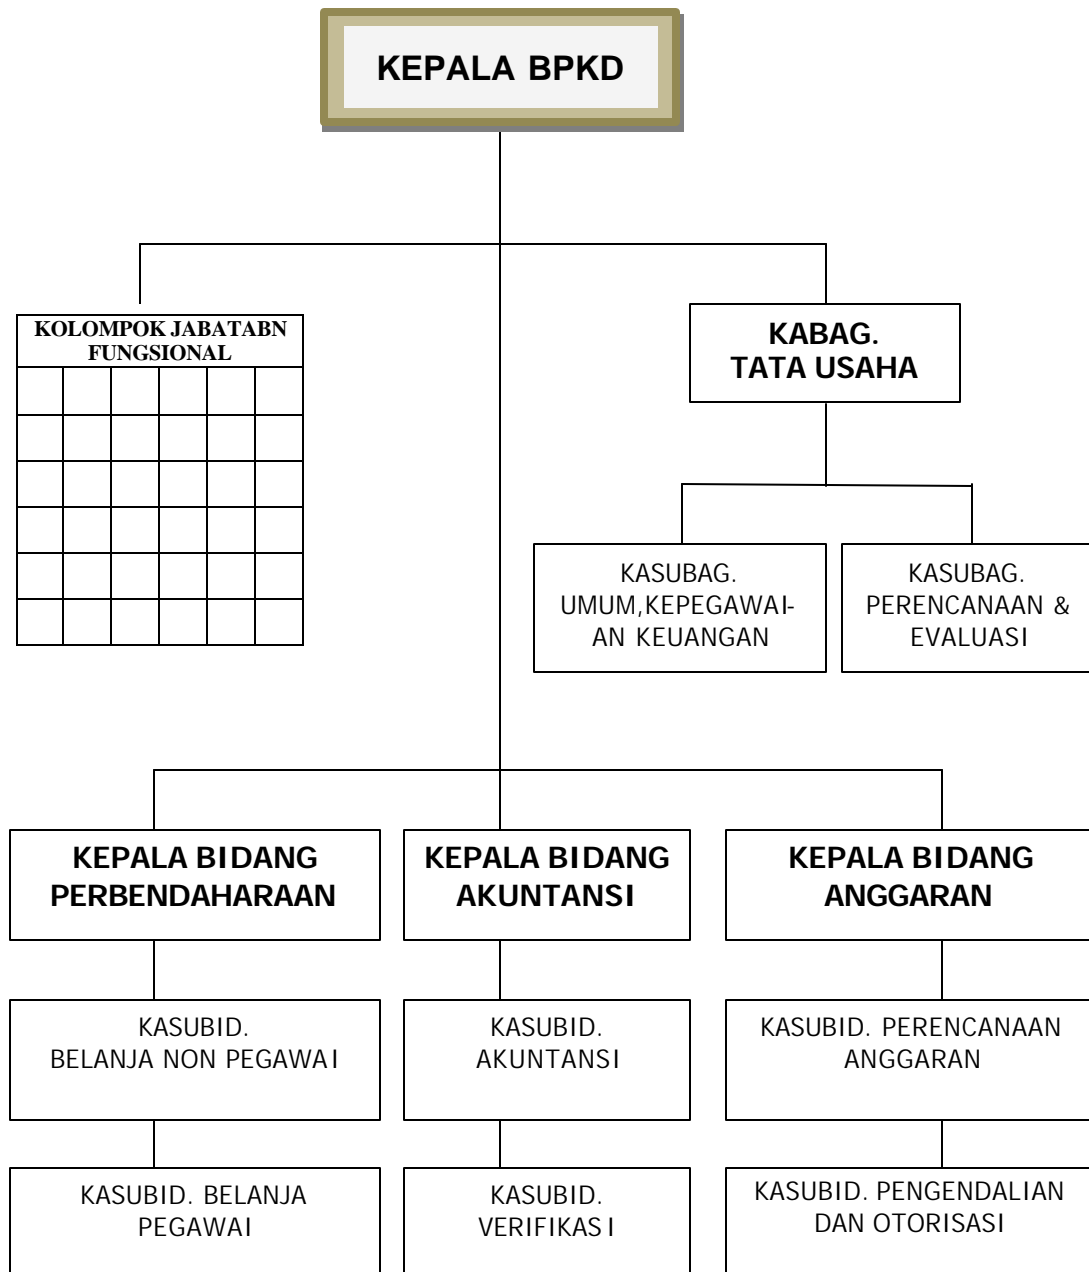 KEPALA BPKD
KOLOMPOK JABATABN
FUNGSIONAL
KABAG.
TATA USAHA
KASUBAG.
UMUM,KEPEGAWAI-
AN KEUANGAN
KASUBAG.
PERENCANAAN &
EVALUASI
KEPALA BIDANG
PERBENDAHARAAN
KEPALA BIDANG
AKUNTANSI
KEPALA BIDANG
ANGGARAN
KASUBID.
BELANJA NON PEGAWAI
KASUBID.
AKUNTANSI
KASUBID. PERENCANAAN
ANGGARAN
KASUBID. BELANJA
PEGAWAI
KASUBID.
VERIFIKASI
KASUBID. PENGENDALIAN
DAN OTORISASI